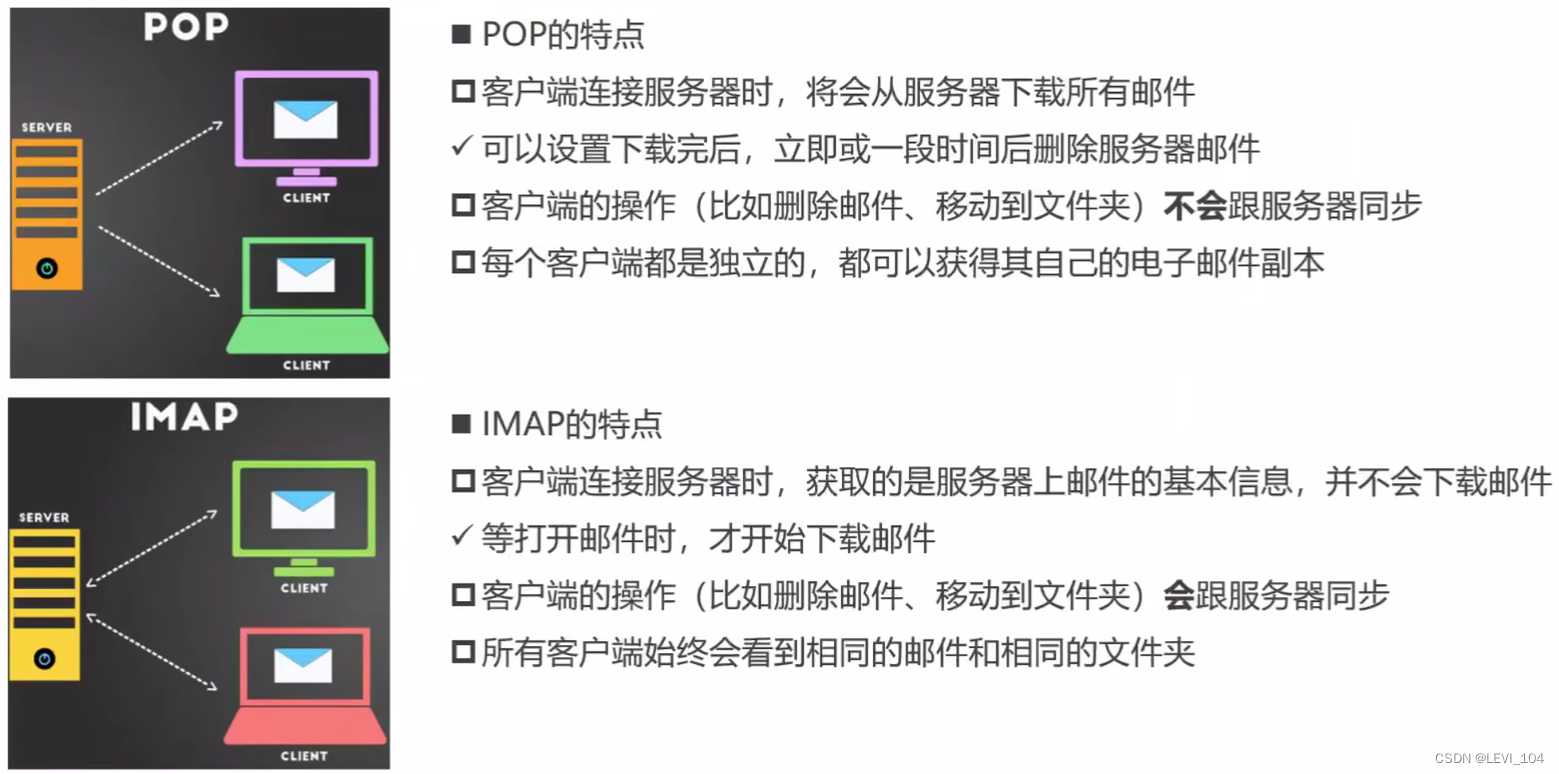 POP
SERVER
CLIENT
CLIENT
■ POP的特点
客户端连接服务器时，将会从服务器下载所有邮件
✓ 可以设置下载完后，立即或一段时间后删除服务器邮件
客户端的操作（比如删除邮件、移动到文件夹）不会跟服务器同步
每个客户端都是独立的，都可以获得其自己的电子邮件副本
IMAP
SERVER
CLIENT
CLIENT
■ IMAP的特点
客户端连接服务器时，获取的是服务器上邮件的基本信息，并不会下载邮件
✓ 等打开邮件时，才开始下载邮件
客户端的操作（比如删除邮件、移动到文件夹）会跟服务器同步
所有客户端始终会看到相同的邮件和相同的文件夹
CSDN @LEVI_104